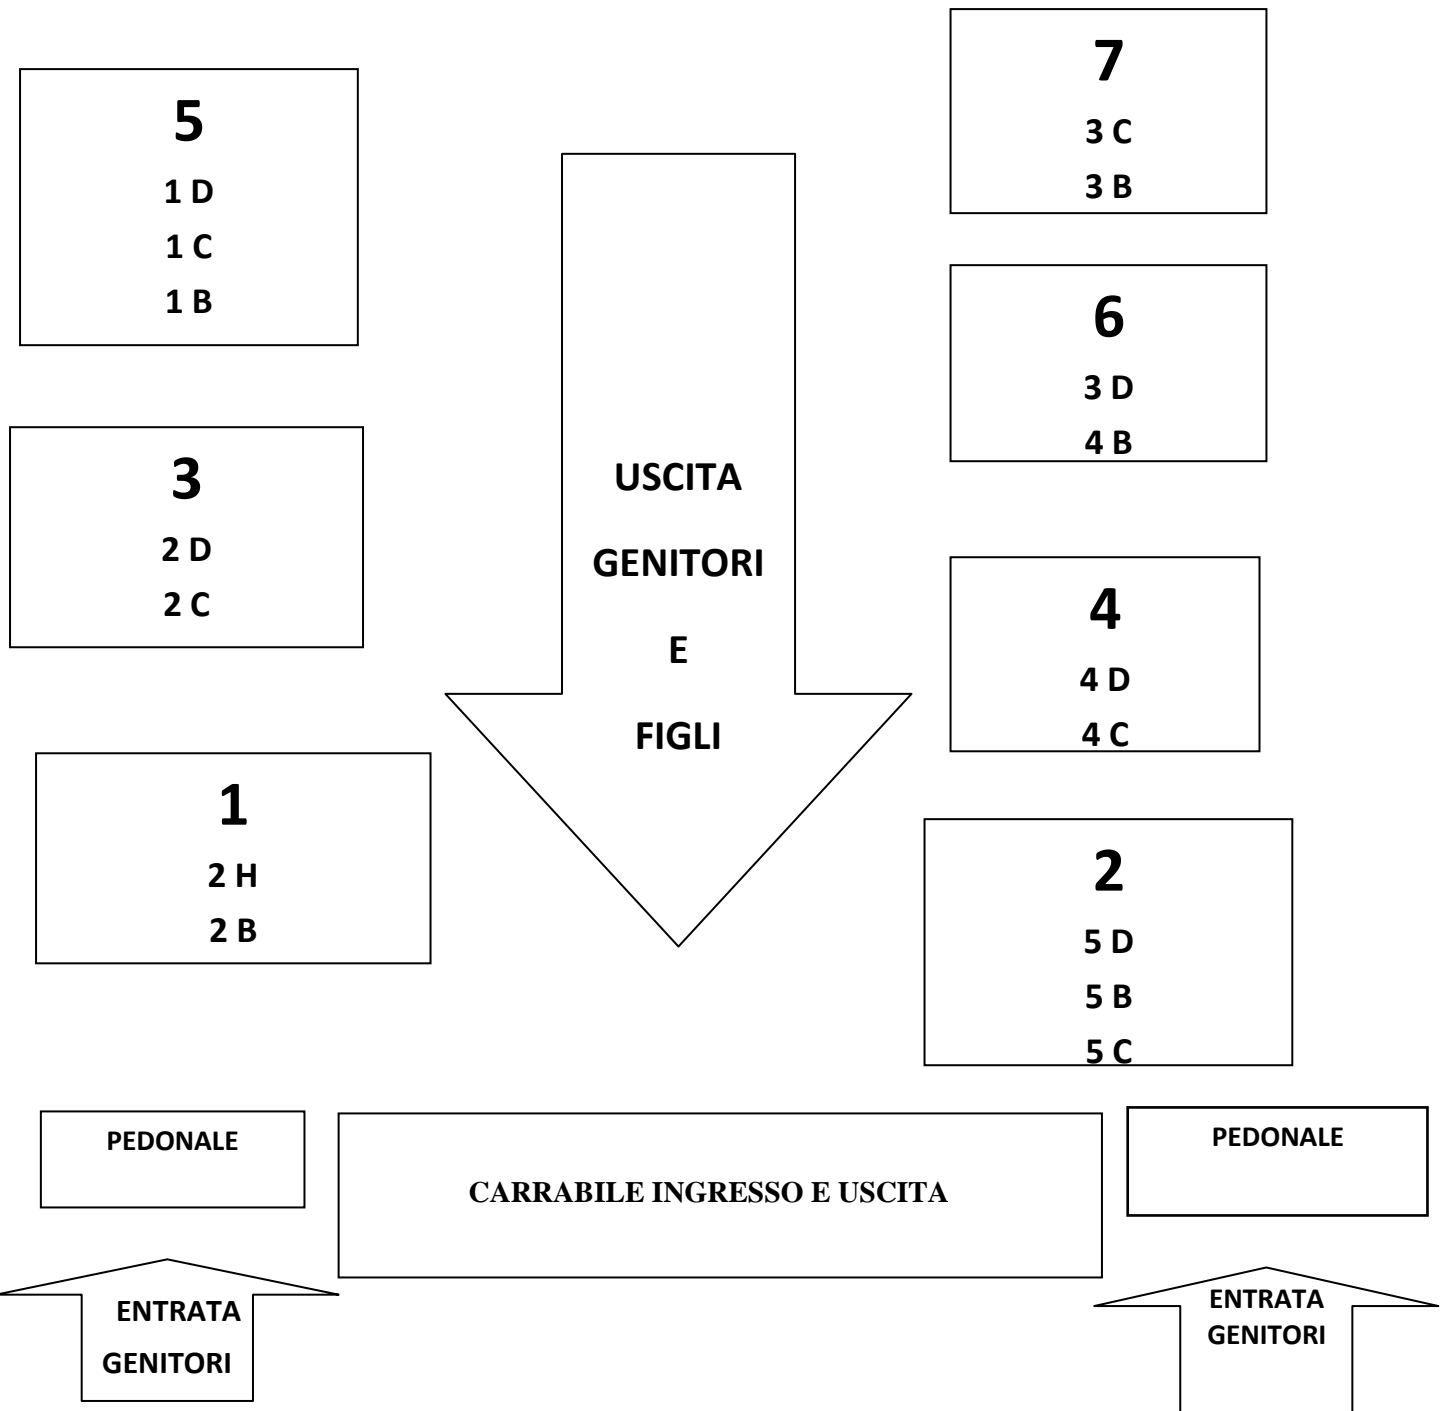 5
1 D
1 C
1 B
3
2 D
2 C
1
2 H
2 B
USCITA
GENITORI
E
FIGLI
7
3 C
3 B
6
3 D
4 B
4
4 D
4 C
2
5 D
5 B
5 C
PEDONALE
CARRABILE INGRESSO E USCITA
PEDONALE
ENTRATA
GENITORI
ENTRATA
GENITORI